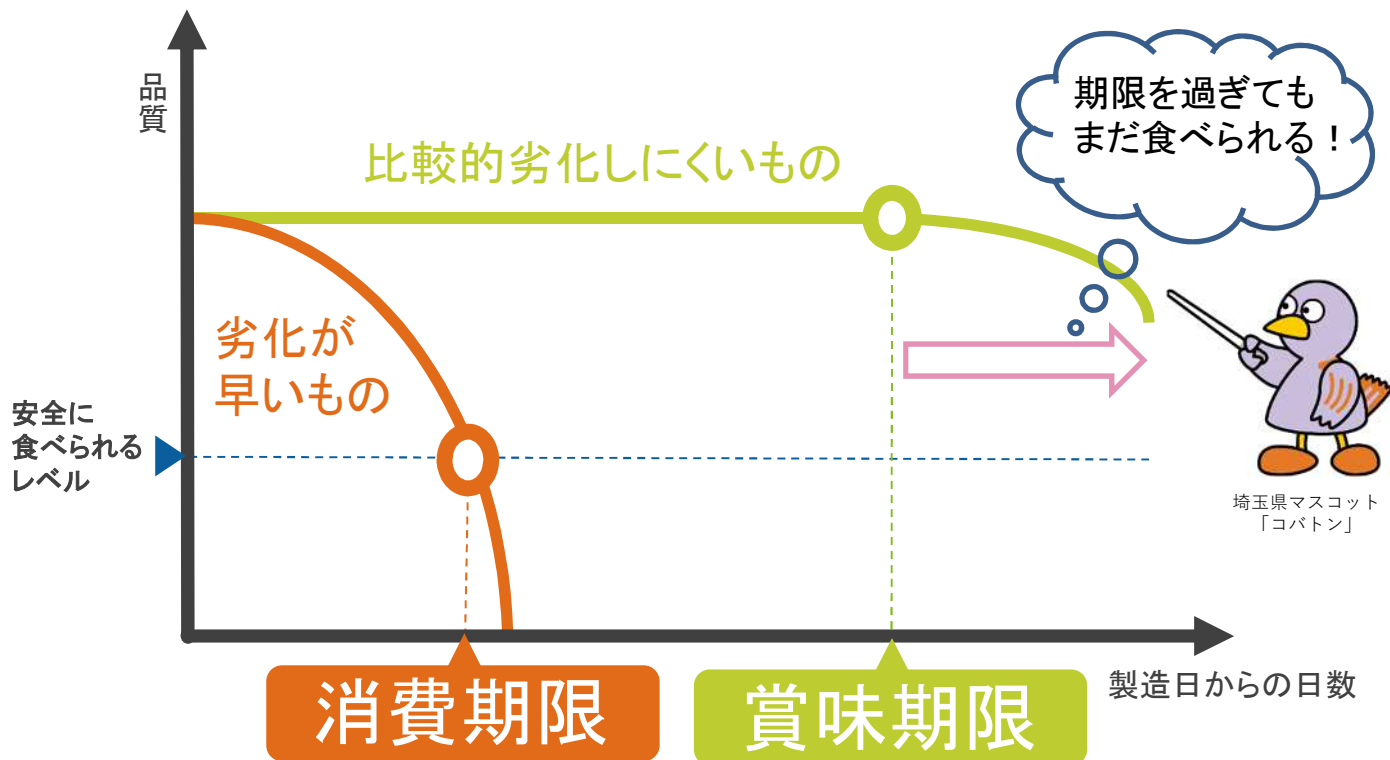 品質
期限を過ぎても
まだ食べられる！
比較的劣化しにくいもの
劣化が
早いもの
安全に
食べられる
レベル
埼玉県マスコット
「コバトン」
消費期限
賞味期限
製造日からの日数